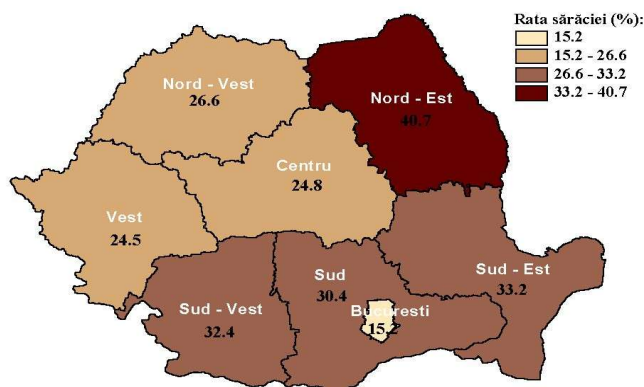 Rata sărăciei (%):
15.2
15.2 - 26.6
26.6 - 33.2
33.2 - 40.7
Nord - Vest
26.6
Nord - Est
40.7
Centru
24.8
Vest
24.5
Sud - Est
33.2
Sud
30.4
Sud - Vest
32.4
Bucuresti
15.2